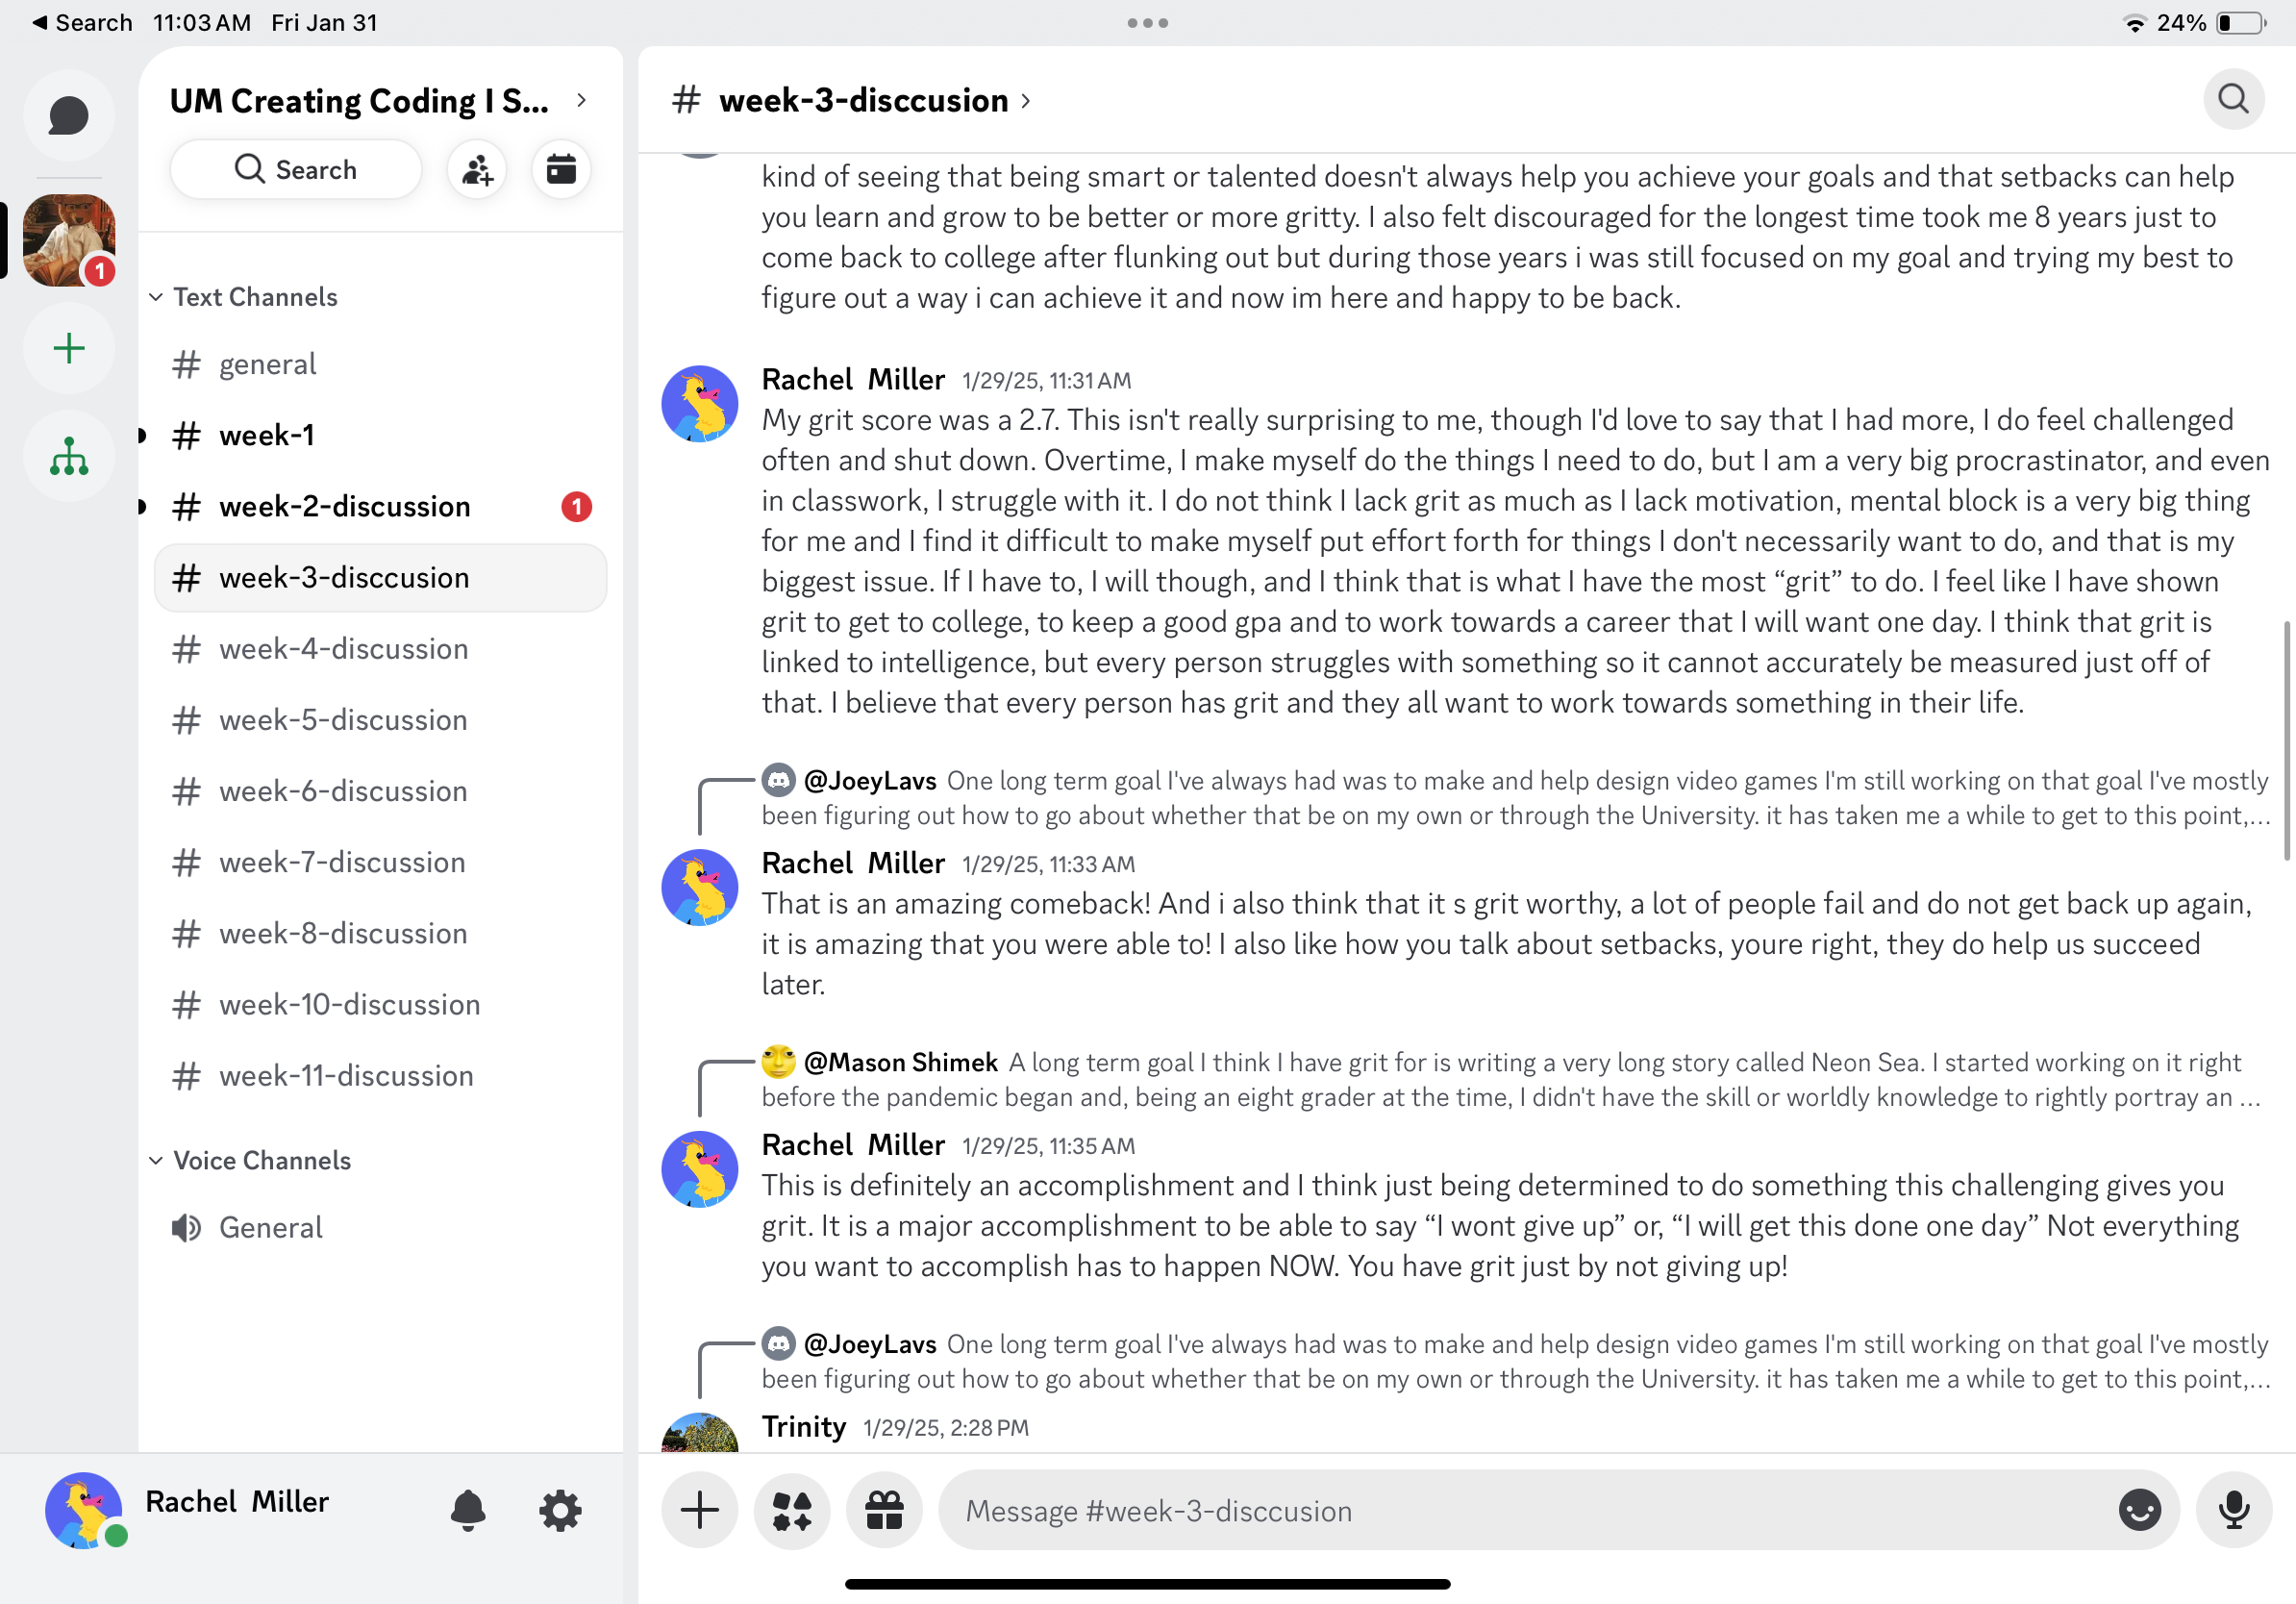 Search 11:03 AM Fri Jan 31
24%
UM Creating Coding I S...
Search
Text Channels
general
week-1
week-2-discussion
1
1
week-3-disccusion
week-4-discussion
week-5-discussion
week-6-discussion
week-7-discussion
week-8-discussion
week-10-discussion
week-11-discussion
Voice Channels
General
Rachel Miller
# week-3-disccusion
kind of seeing that being smart or talented doesn't always help you achieve your goals and that setbacks can help
you learn and grow to be better or more gritty. I also felt discouraged for the longest time took me 8 years just to
come back to college after flunking out but during those years i was still focused on my goal and trying my best to
figure out a way i can achieve it and now im here and happy to be back.
Rachel Miller 1/29/25, 11:31 AM
My grit score was a 2.7. This isn't really surprising to me, though I'd love to say that I had more, I do feel challenged
often and shut down. Overtime, I make myself do the things I need to do, but I am a very big procrastinator, and even
in classwork, I struggle with it. I do not think I lack grit as much as I lack motivation, mental block is a very big thing
for me and I find it difficult to make myself put effort forth for things I don't necessarily want to do, and that is my
biggest issue. If I have to, I will though, and I think that is what I have the most “grit” to do. I feel like I have shown
grit to get to college, to keep a good gpa and to work towards a career that I will want one day. I think that grit is
linked to intelligence, but every person struggles with something so it cannot accurately be measured just off of
that. I believe that every person has grit and they all want to work towards something in their life.
@JoeyLavs One long term goal I've always had was to make and help design video games I'm still working on that goal I've mostly
been figuring out how to go about whether that be on my own or through the University. it has taken me a while to get to this point,...
Rachel Miller 1/29/25, 11:33 AM
That is an amazing comeback! And i also think that it s grit worthy, a lot of people fail and do not get back up again,
it is amazing that you were able to! I also like how you talk about setbacks, youre right, they do help us succeed
later.
@Mason Shimek A long term goal I think I have grit for is writing a very long story called Neon Sea. I started working on it right
before the pandemic began and, being an eight grader at the time, I didn't have the skill or worldly knowledge to rightly portray an ...
Rachel Miller 1/29/25, 11:35 AM
This is definitely an accomplishment and I think just being determined to do something this challenging gives you
grit. It is a major accomplishment to be able to say “I wont give up” or, “I will get this done one day” Not everything
you want to accomplish has to happen NOW. You have grit just by not giving up!
@JoeyLavs One long term goal I've always had was to make and help design video games I'm still working on that goal I've mostly
been figuring out how to go about whether that be on my own or through the University. it has taken me a while to get to this point,...
Trinity 1/29/25, 2:28 PM
Message #week-3-disccusion